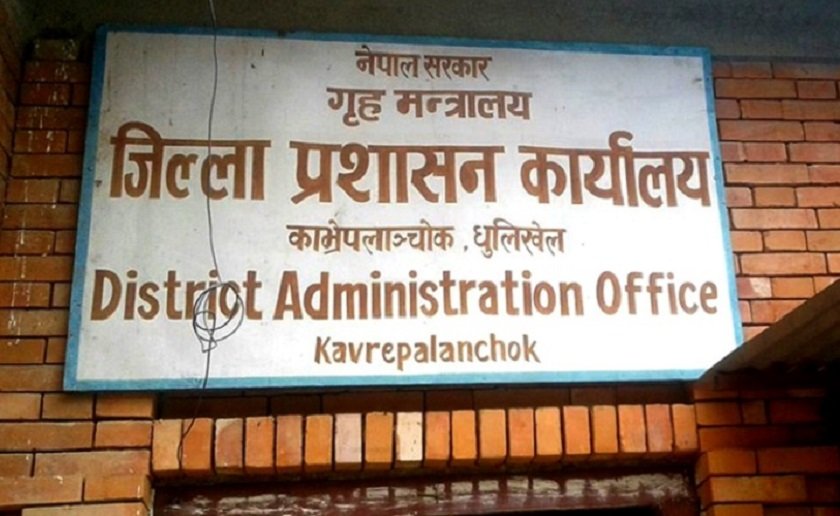 नेपाल सरकार
गृह मन्त्रालय
जिल्ला प्रशासन कार्यालय
काभ्रेपलाञ्चोक , धुलिखेल
District Administration Office
Kavrepalanchok